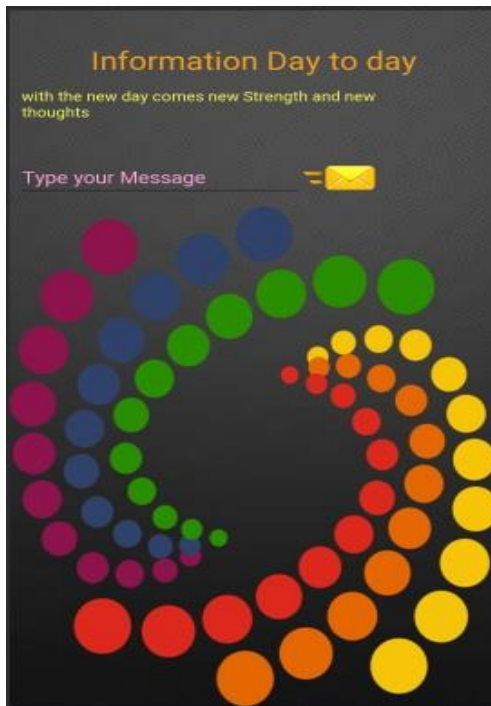 Information Day to day
with the new day comes new Strength and new
thoughts
Type your Message